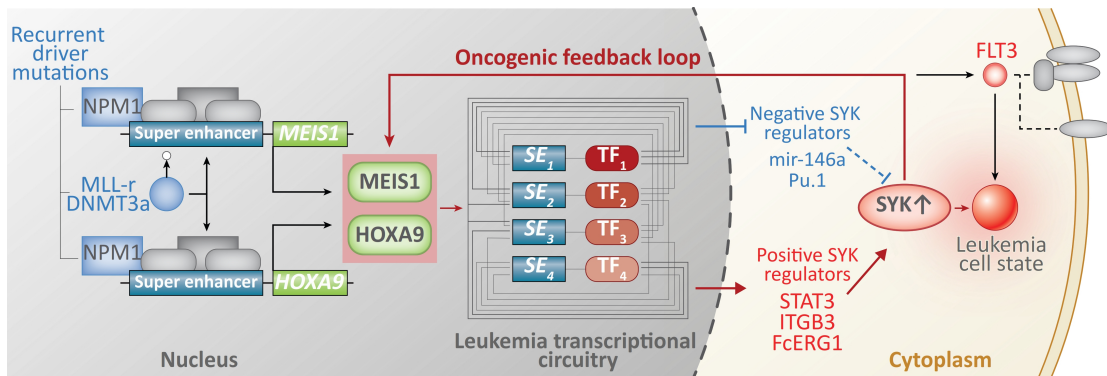 Recurrent
driver
mutations
NPM1
Super enhancer
MEIS1
MLL-r
DNMT3a
NPM1
Super enhancer
HOXA9
Nucleus
MEIS1
HOXA9
Oncogenic feedback loop
SE1 TF1
SE2 TF2
SE3 TF3
SE4 TF4
Leukemia transcriptional
circuitry
Negative SYK
regulators
mir-146a
Pu.1
SYK↑
Positive SYK
regulators
STAT3
ITGB3
FcERG1
FLT3
Leukemia
cell state
Cytoplasm